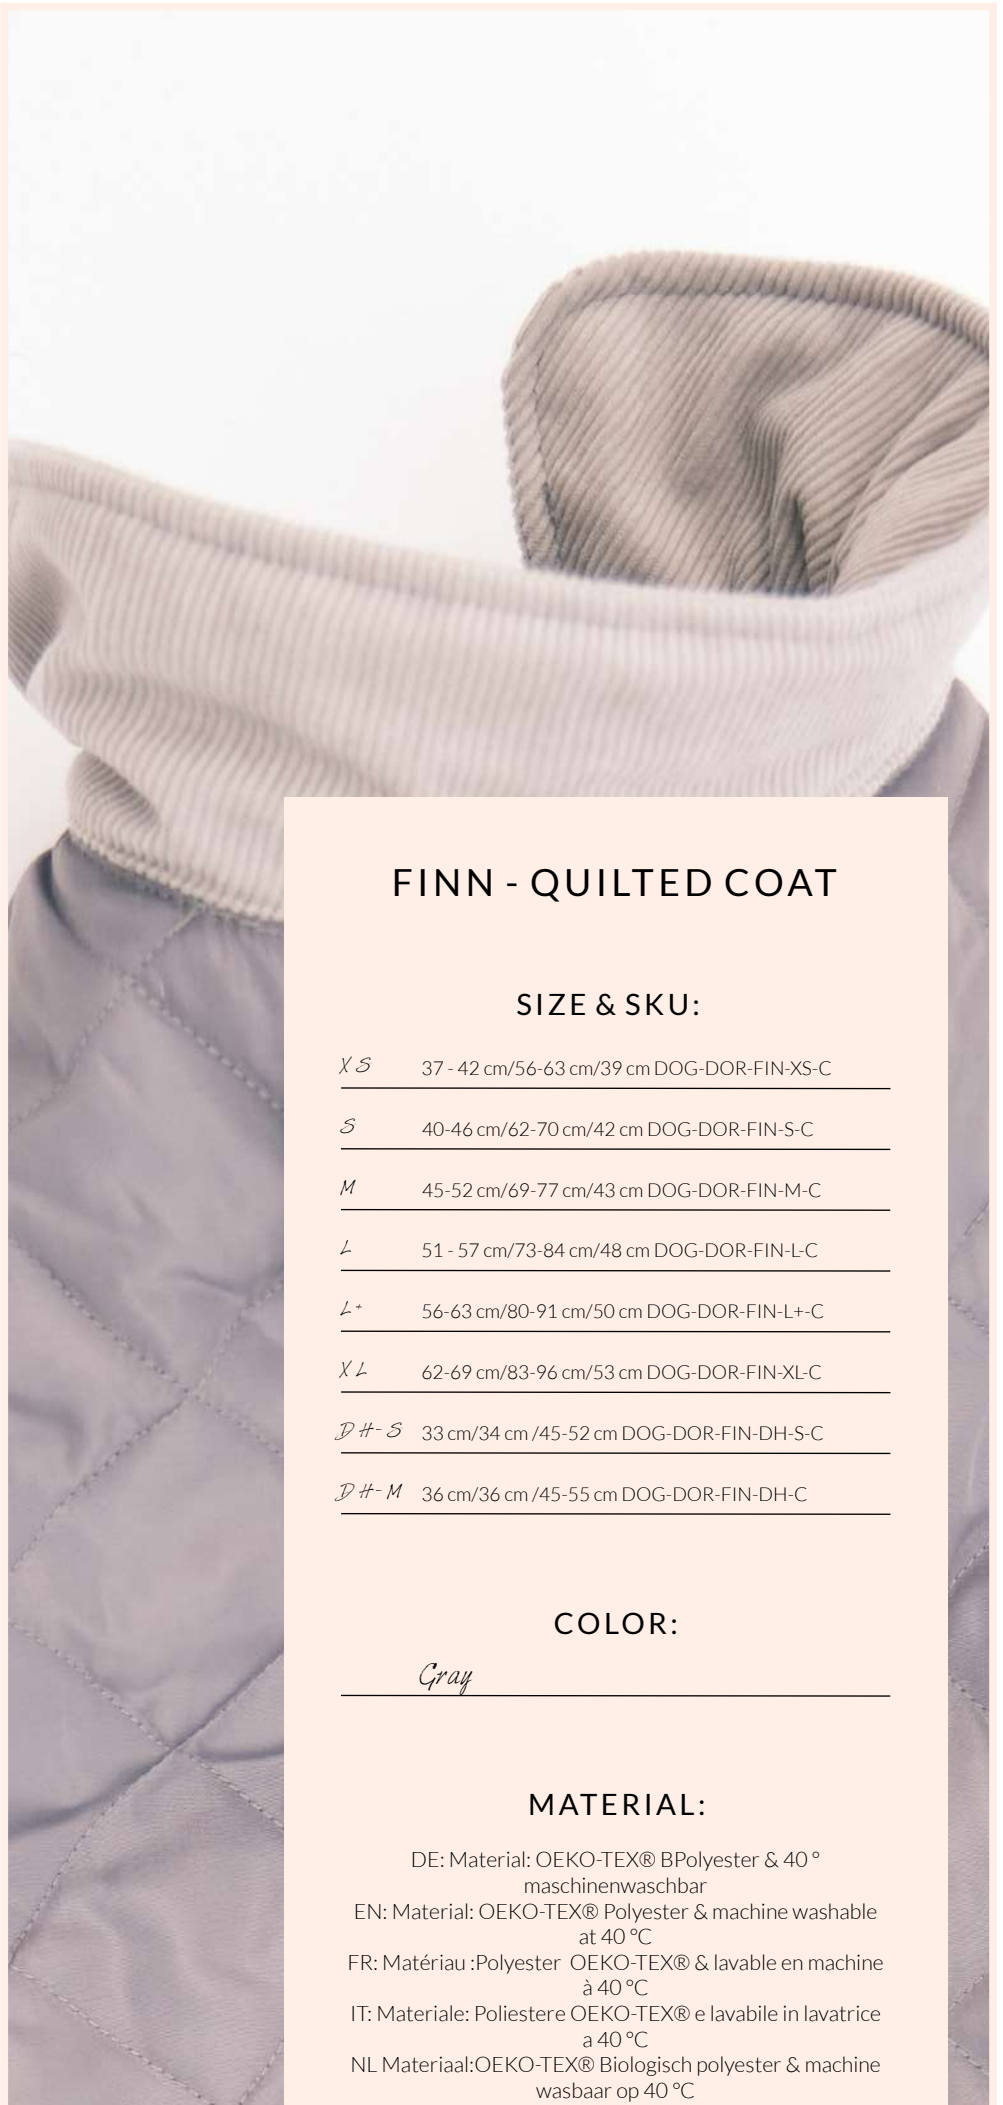 FINN - QUILTED COAT
SIZE & SKU:
XS 37 - 42 cm/56-63 cm/39 cm DOG-DOR-FIN-XS-C
S 40-46 cm/62-70 cm/42 cm DOG-DOR-FIN-S-C
M 45-52 cm/69-77 cm/43 cm DOG-DOR-FIN-M-C
L 51 - 57 cm/73-84 cm/48 cm DOG-DOR-FIN-L-C
L+ 56-63 cm/80-91 cm/50 cm DOG-DOR-FIN-L+-C
XL 62-69 cm/83-96 cm/53 cm DOG-DOR-FIN-XL-C
DH-S 33 cm/34 cm /45-52 cm DOG-DOR-FIN-DH-S-C
DH-M 36 cm/36 cm /45-55 cm DOG-DOR-FIN-DH-C
COLOR:
Gray
MATERIAL:
DE: Material: OEKO-TEX® BPolyester & 40 °
maschinenwaschbar
EN: Material: OEKO-TEX® Polyester & machine washable
at 40 °C
FR: Matériau :Polyester OEKO-TEX® & lavable en machine
à 40 °C
IT: Materiale: Poliestere OEKO-TEX® e lavabile in lavatrice
a 40 °C
NL Materiaal:OEKO-TEX® Biologisch polyester & machine
wasbaar op 40 °C